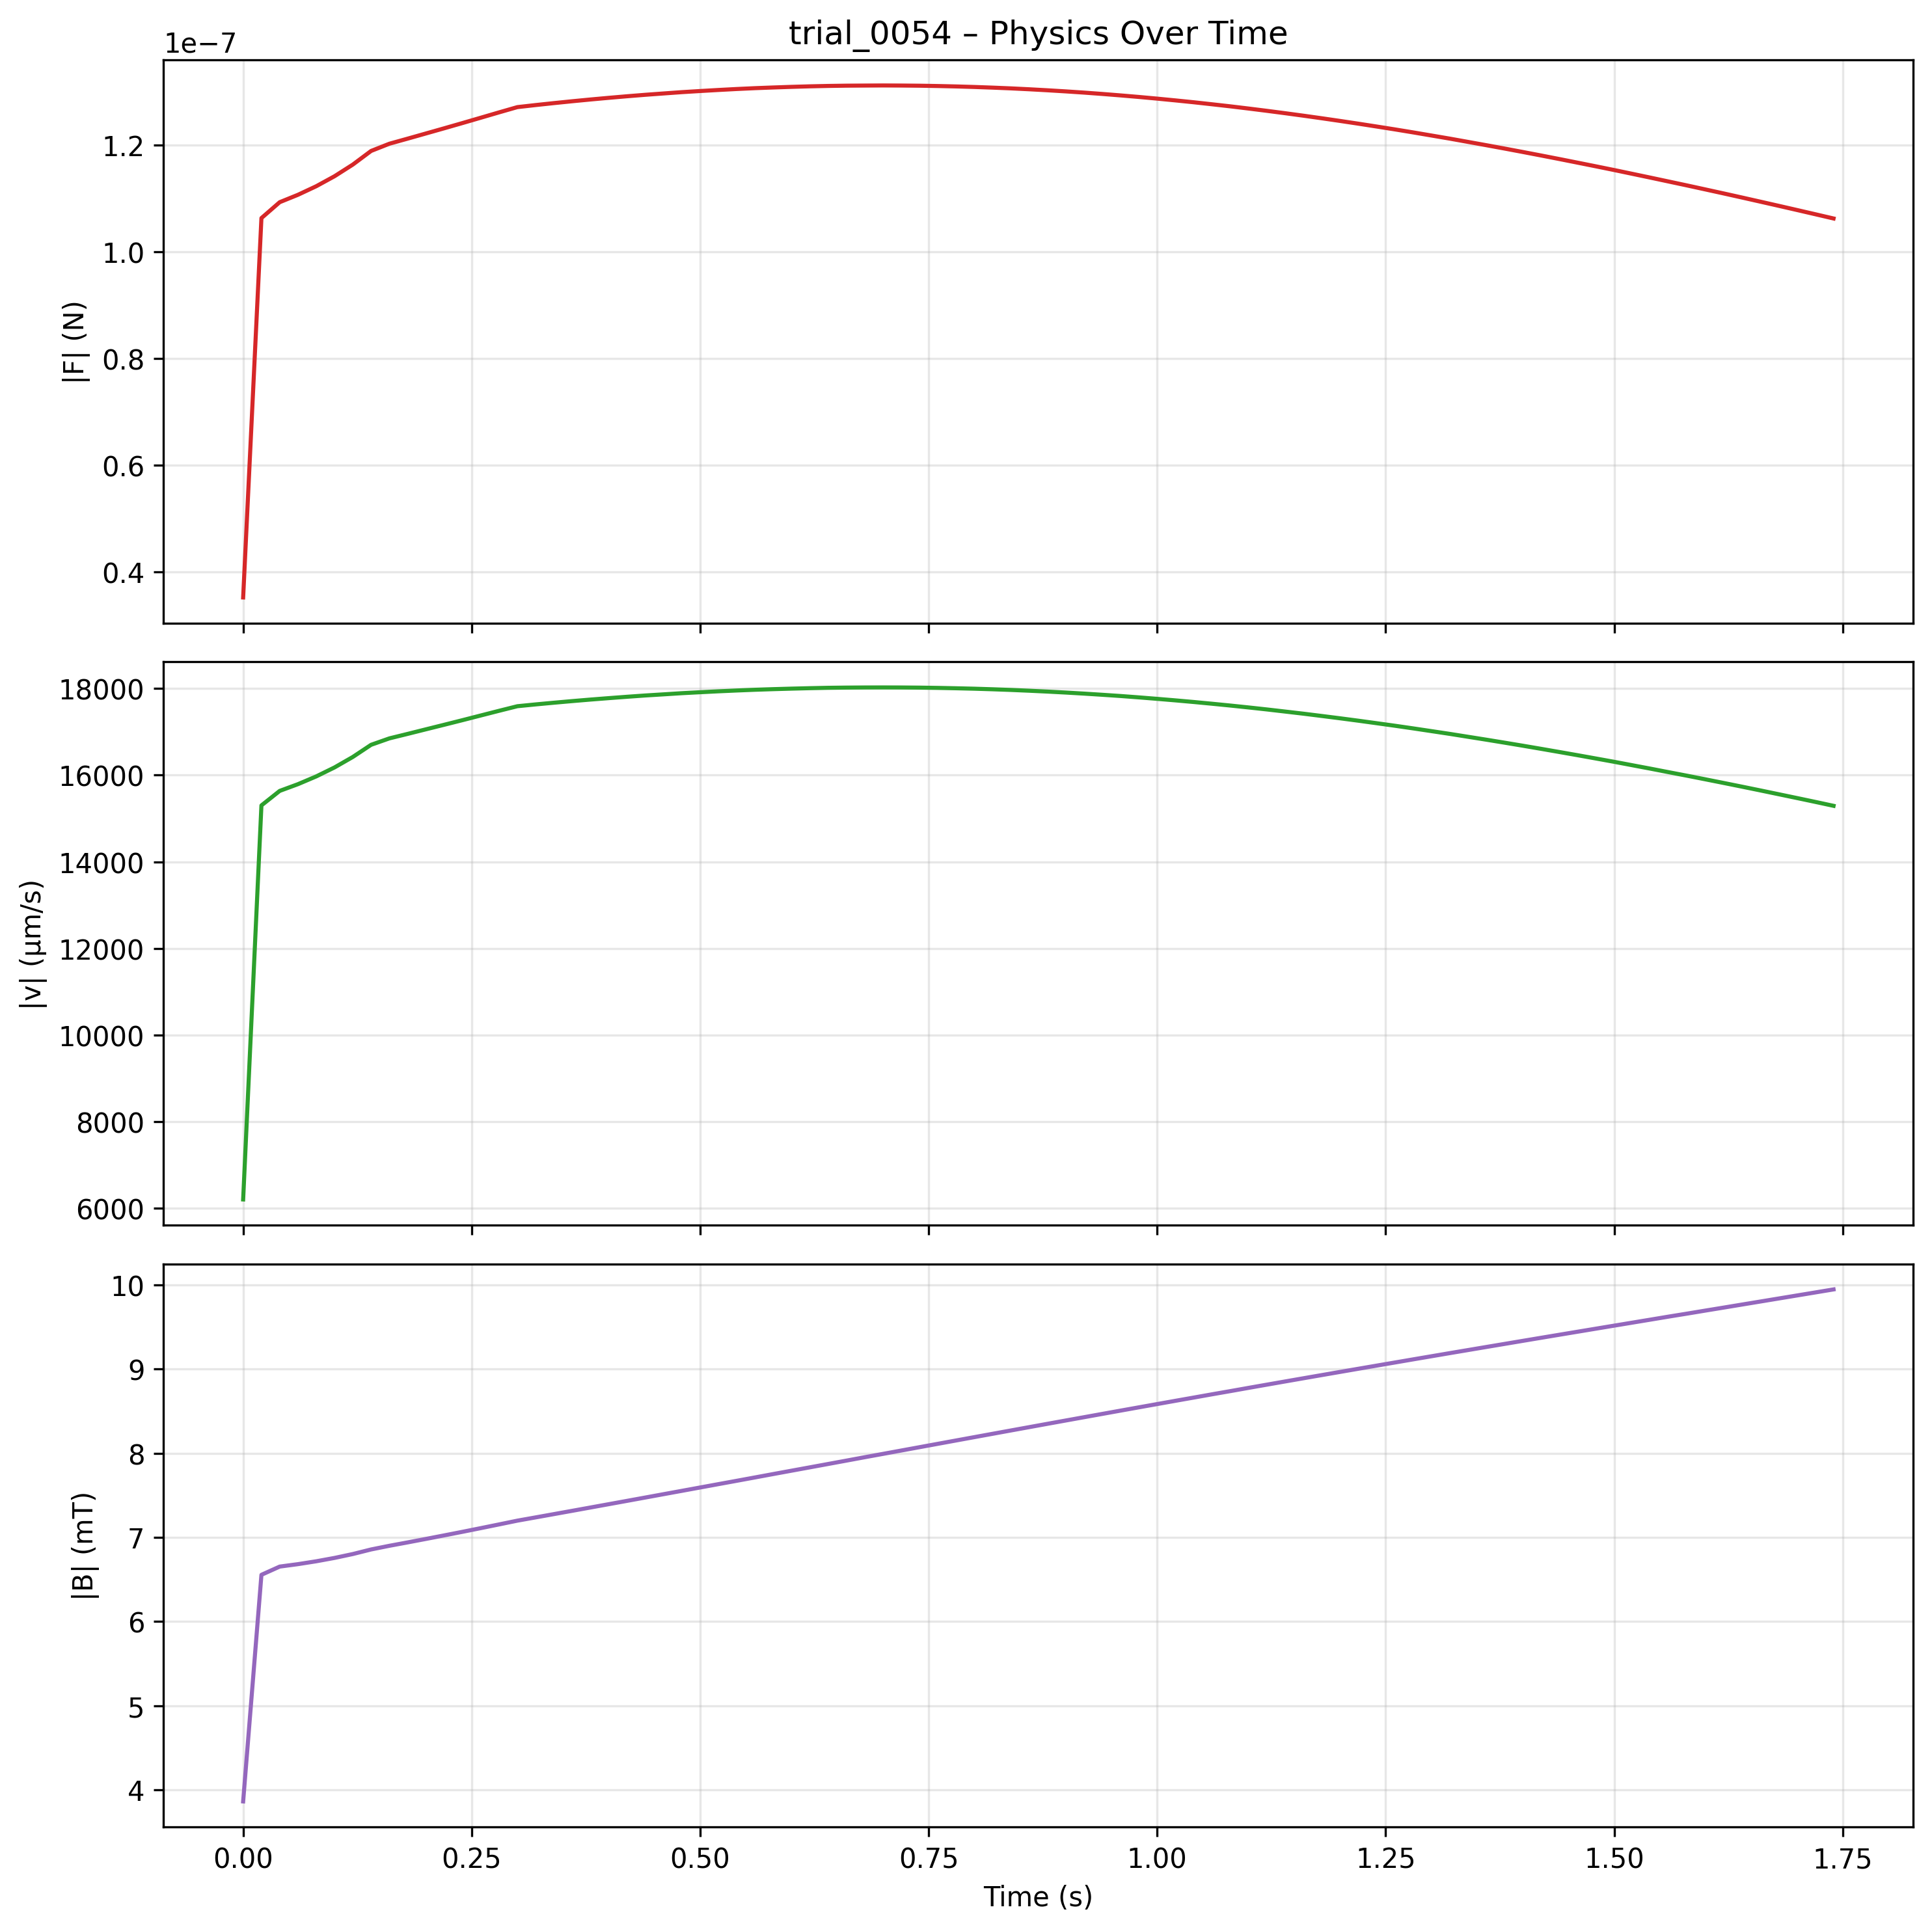 trial_0054 – Physics Over Time
1e−7
1.2
1.0
0.8
0.6
0.4
|F| (N)
18000
16000
14000
12000
10000
8000
6000
|v| (µm/s)
10
9
8
7
6
5
4
|B| (mT)
0.00 0.25 0.50 0.75 1.00 1.25 1.50 1.75
Time (s)